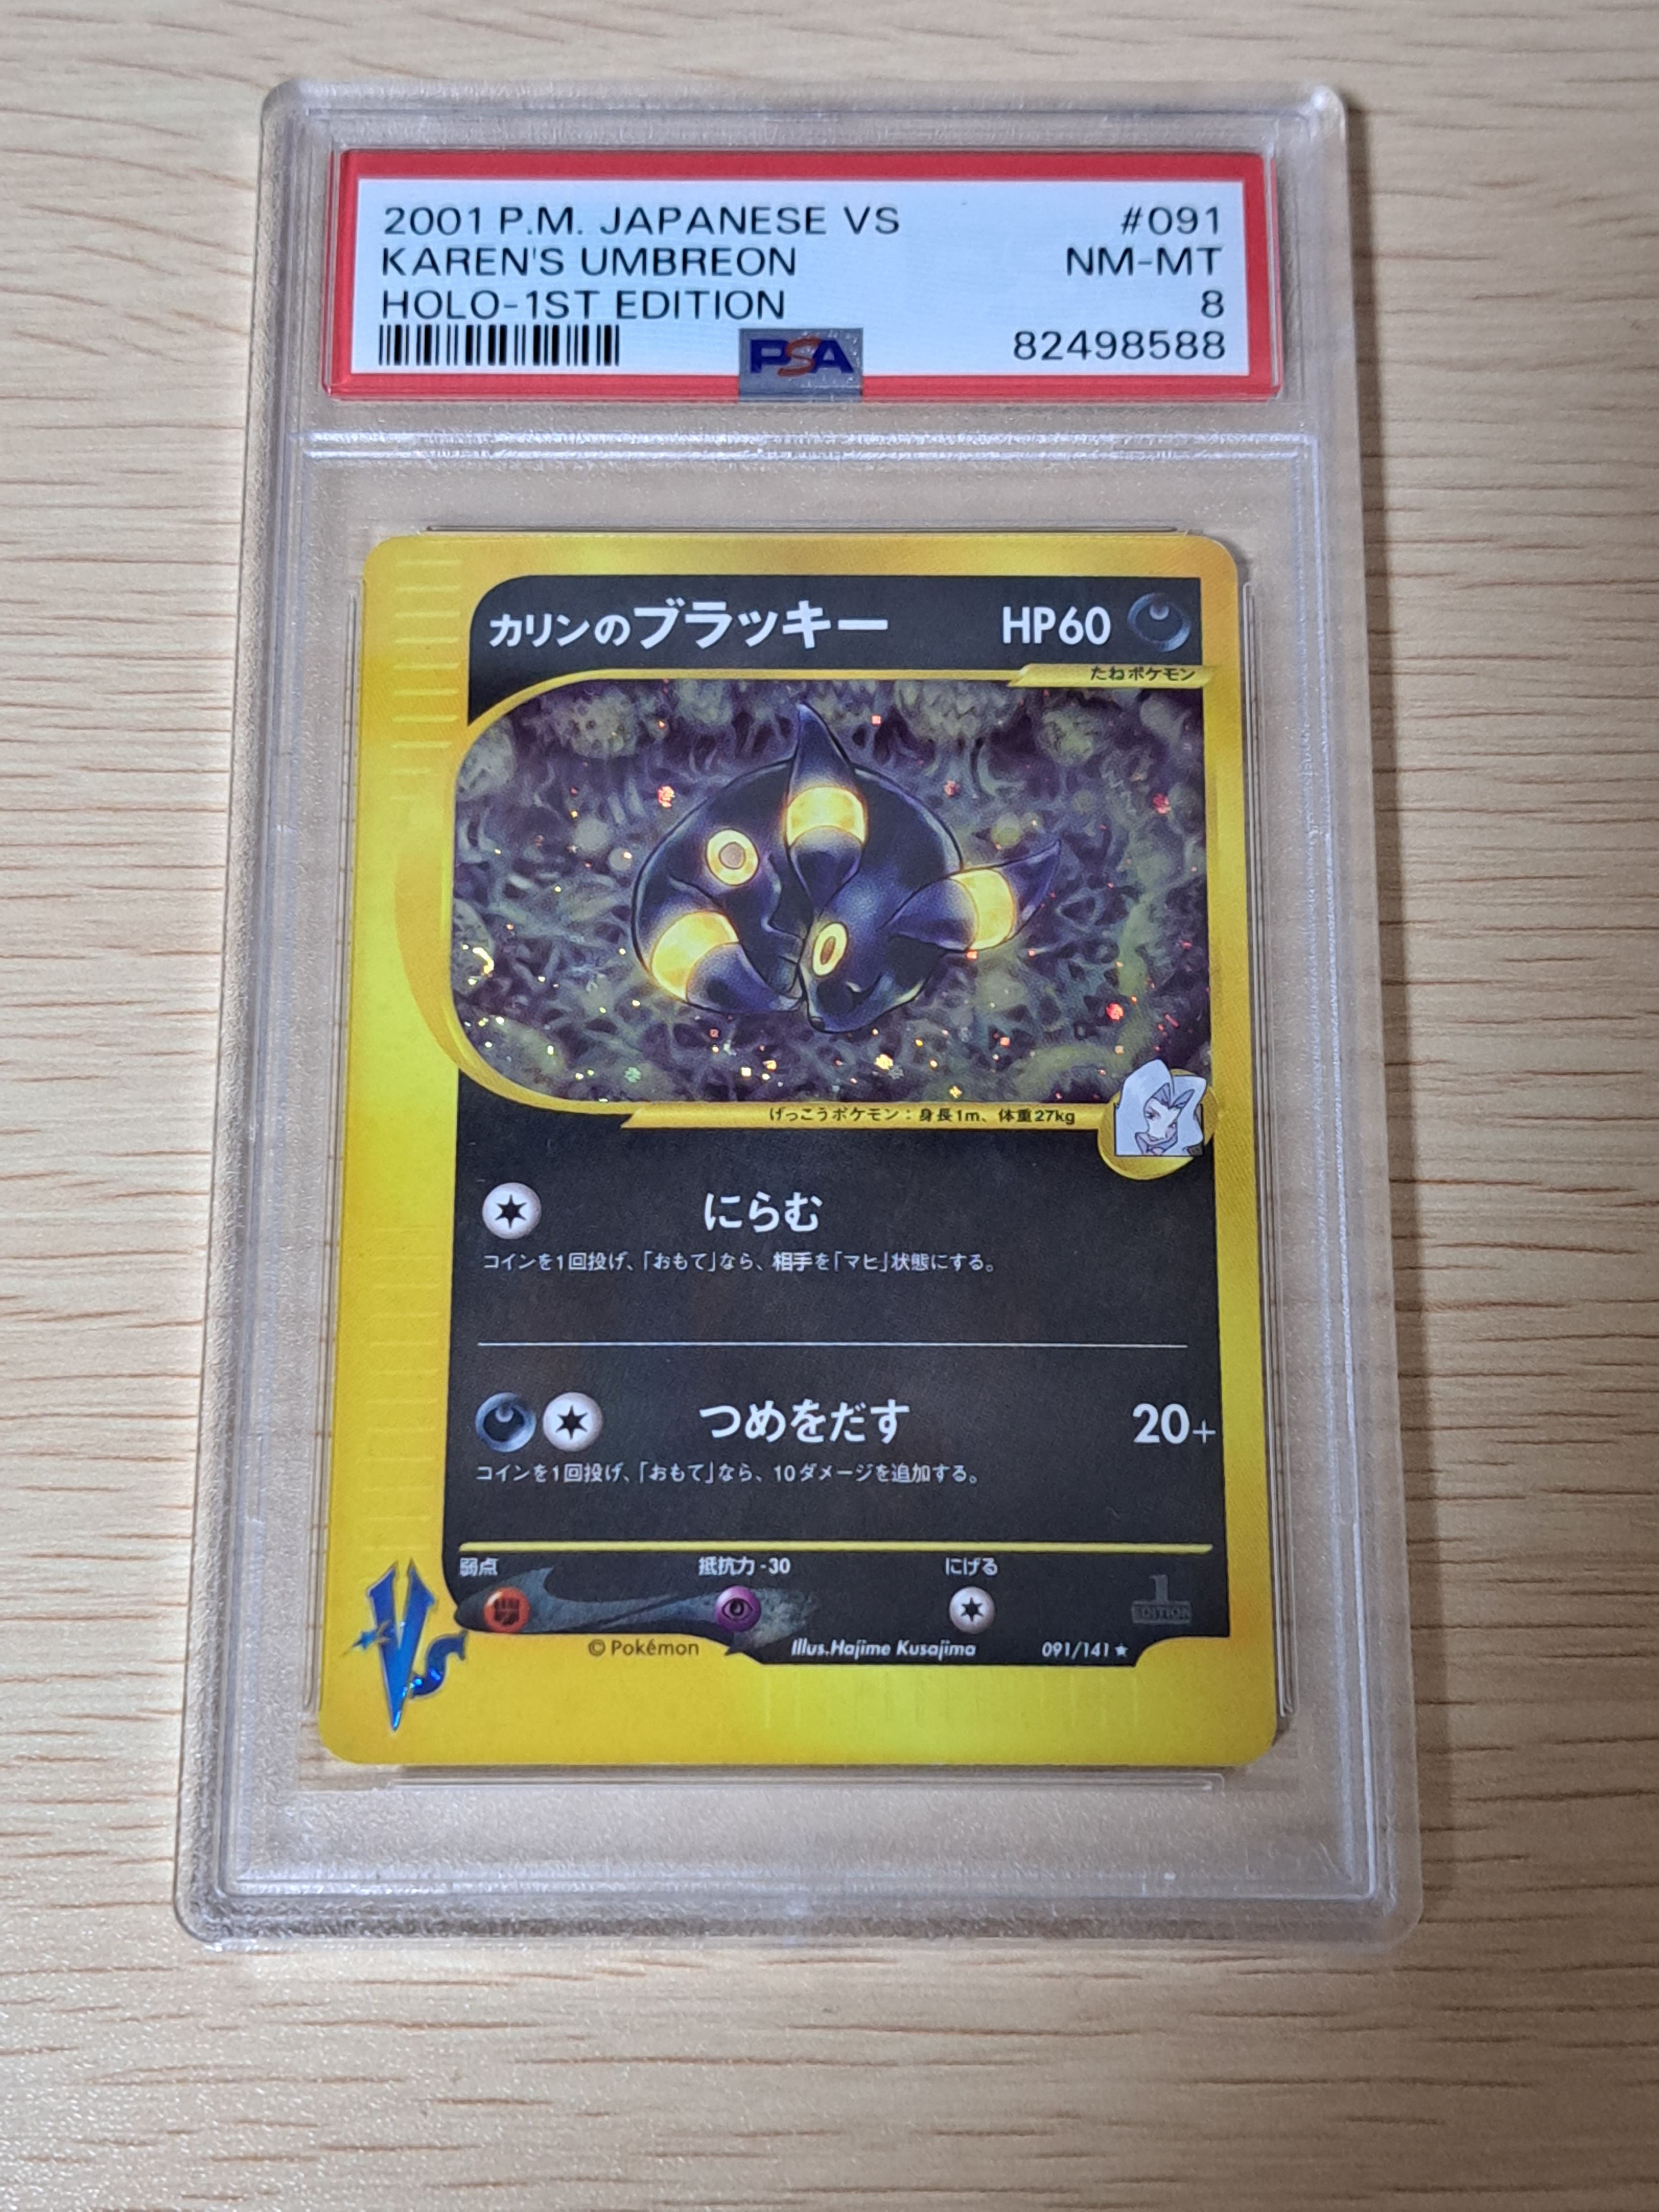 2001 P.M. JAPANESE VS #091
KAREN'S UMBREON NM-MT
HOLO-1ST EDITION 8
PSA 82498588
カリンのブラッキー HP60
たねポケモン
げっこうポケモン：身長1m、体重27kg
にらむ
コインを1回投げ、「おもて」なら、相手を「マヒ」状態にする。
つめをだす 20+
コインを1回投げ、「おもて」なら、10ダメージを追加する。
弱点 抵抗力-30 にげる
1 EDITION
VS
©Pokémon Illus.Hajime Kusajima 091/141★